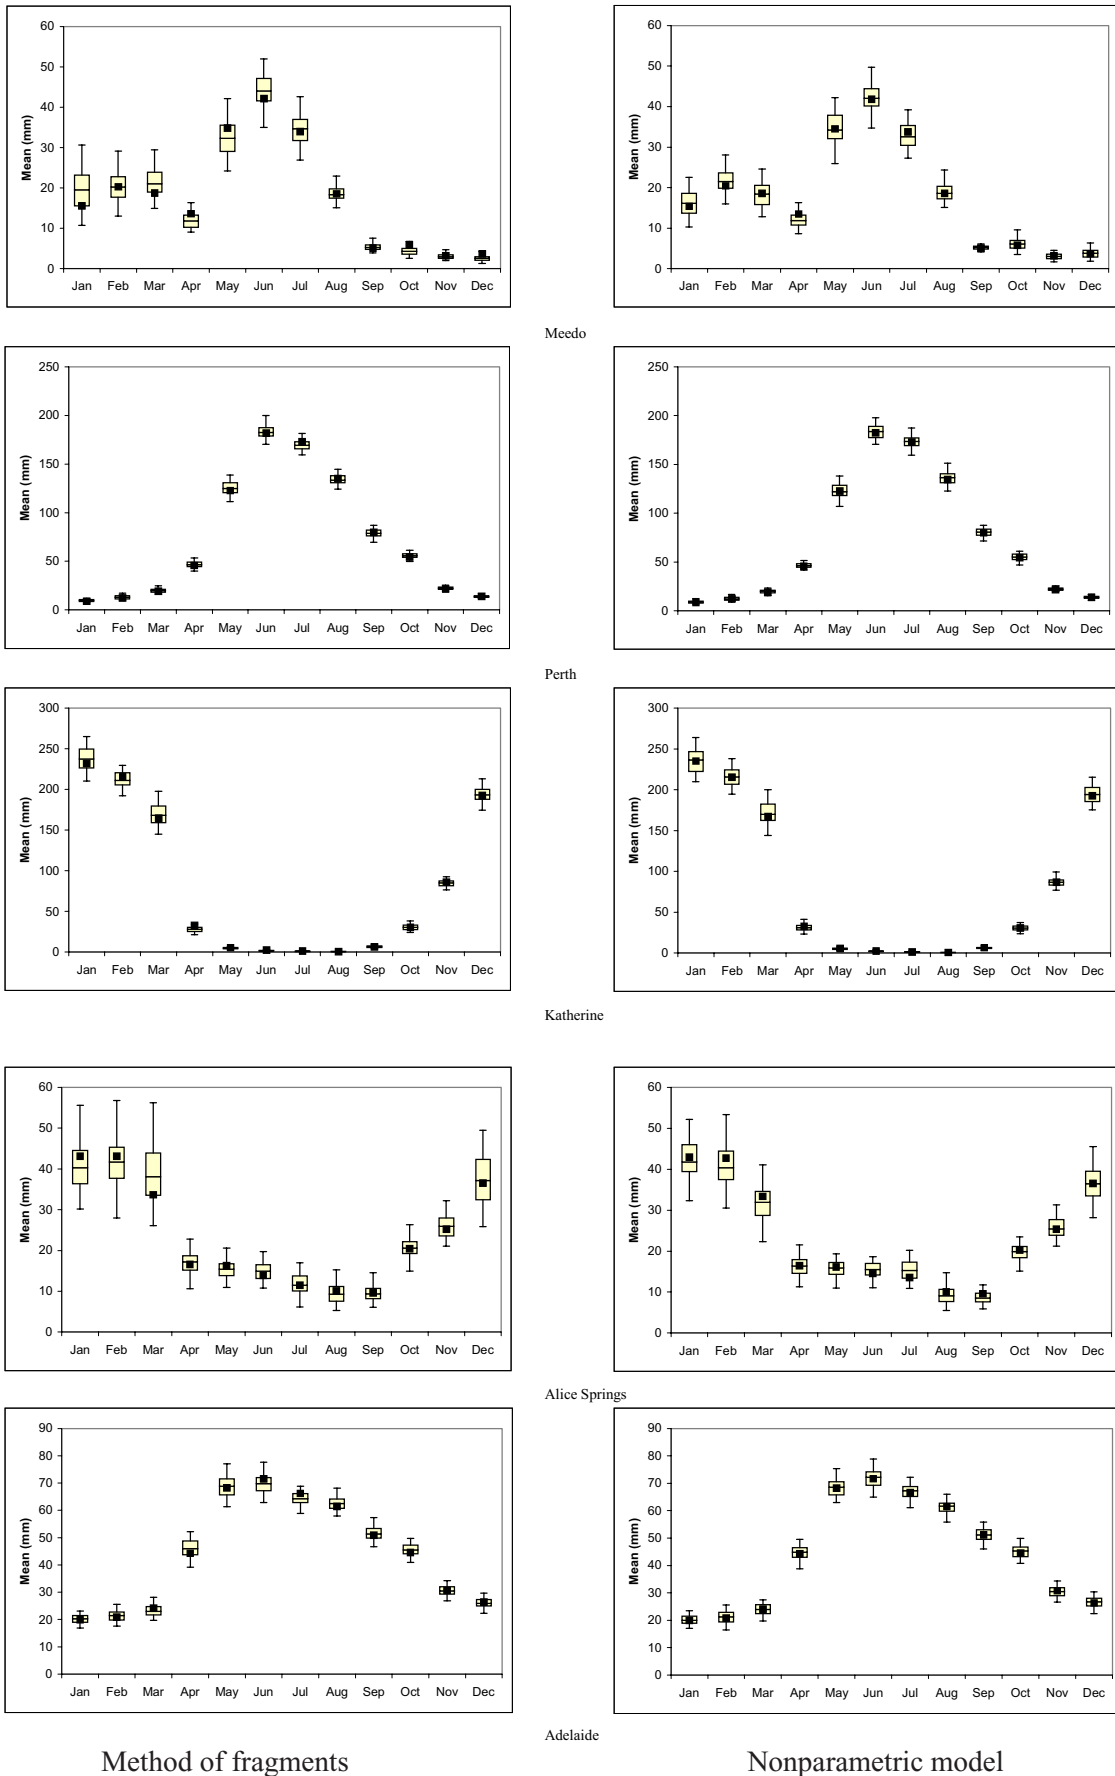 60
50
40
30
20
10
0
Mean (mm)
Jan Feb Mar Apr May Jun Jul Aug Sep Oct Nov Dec
60
50
40
30
20
10
0
Mean (mm)
Jan Feb Mar Apr May Jun Jul Aug Sep Oct Nov Dec
Meedo
250
200
150
100
50
0
Mean (mm)
Jan Feb Mar Apr May Jun Jul Aug Sep Oct Nov Dec
250
200
150
100
50
0
Mean (mm)
Jan Feb Mar Apr May Jun Jul Aug Sep Oct Nov Dec
Perth
300
250
200
150
100
50
0
Mean (mm)
Jan Feb Mar Apr May Jun Jul Aug Sep Oct Nov Dec
300
250
200
150
100
50
0
Mean (mm)
Jan Feb Mar Apr May Jun Jul Aug Sep Oct Nov Dec
Katherine
60
50
40
30
20
10
0
Mean (mm)
Jan Feb Mar Apr May Jun Jul Aug Sep Oct Nov Dec
60
50
40
30
20
10
0
Mean (mm)
Jan Feb Mar Apr May Jun Jul Aug Sep Oct Nov Dec
Alice Springs
90
80
70
60
50
40
30
20
10
0
Mean (mm)
Jan Feb Mar Apr May Jun Jul Aug Sep Oct Nov Dec
90
80
70
60
50
40
30
20
10
0
Mean (mm)
Jan Feb Mar Apr May Jun Jul Aug Sep Oct Nov Dec
Adelaide
Method of fragments
Nonparametric model